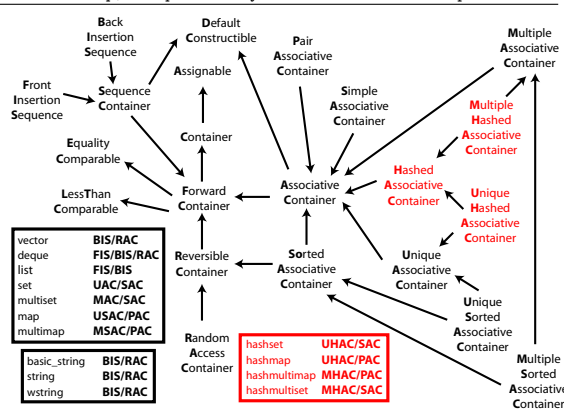 Back
Insertion
Sequence
Default
Constructible
Pair
Associative
Container
Multiple
Associative
Container
Assignable
Front
Insertion
Sequence
Sequence
Container
Simple
Associative
Container
Multiple
Hashed
Associative
Container
Container
Equality
Comparable
Hashed
Associative
Container
LessThan
Comparable
Forward
Container
Associative
Container
Unique
Hashed
Associative
Container
vector BIS/RAC
deque FIS/BIS/RAC
list FIS/BIS
set UAC/SAC
multiset MAC/SAC
map USAC/PAC
multimap MSAC/PAC
Reversible
Container
Sorted
Associative
Container
Unique
Associative
Container
Unique
Sorted
Associative
Container
Random
Access
Container
hashset UHAC/SAC
hashmap UHAC/PAC
hashmultimap MHAC/PAC
hashmultiset MHAC/SAC
basic_string BIS/RAC
string BIS/RAC
wstring BIS/RAC
Multiple
Sorted
Associative
Container